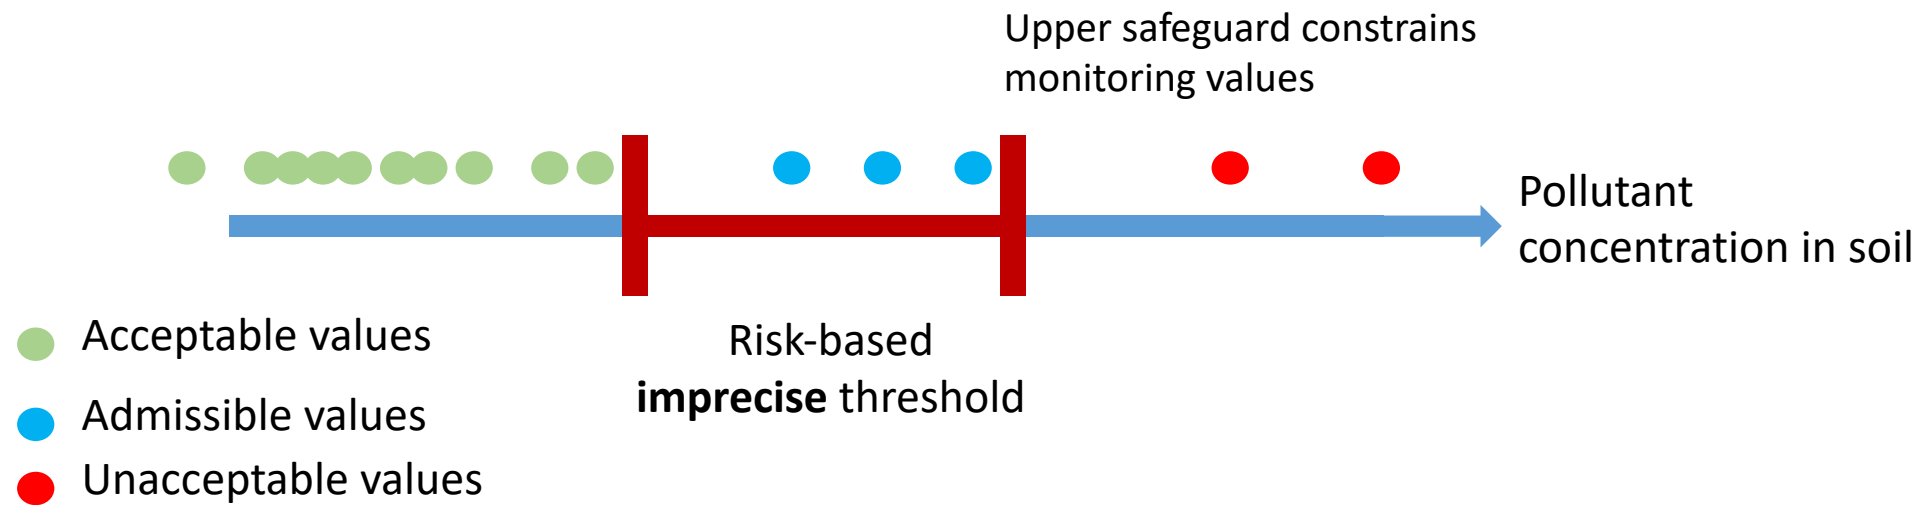 Upper safeguard constrains
monitoring values
Pollutant
concentration in soil
Acceptable values
Admissible values
Unacceptable values
Risk-based
imprecise threshold